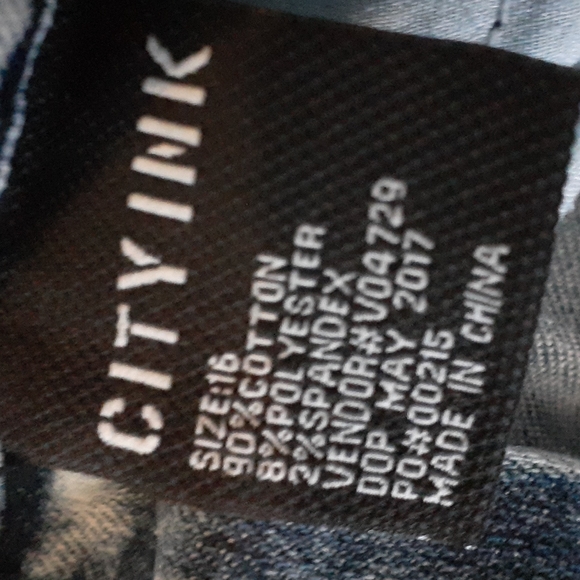 CITY INK
SIZE:16
90%COTTON
8%POLYESTER
2%SPANDEX
VENDOR#V04729
DOP MAY 2017
PO#00215
MADE IN CHINA